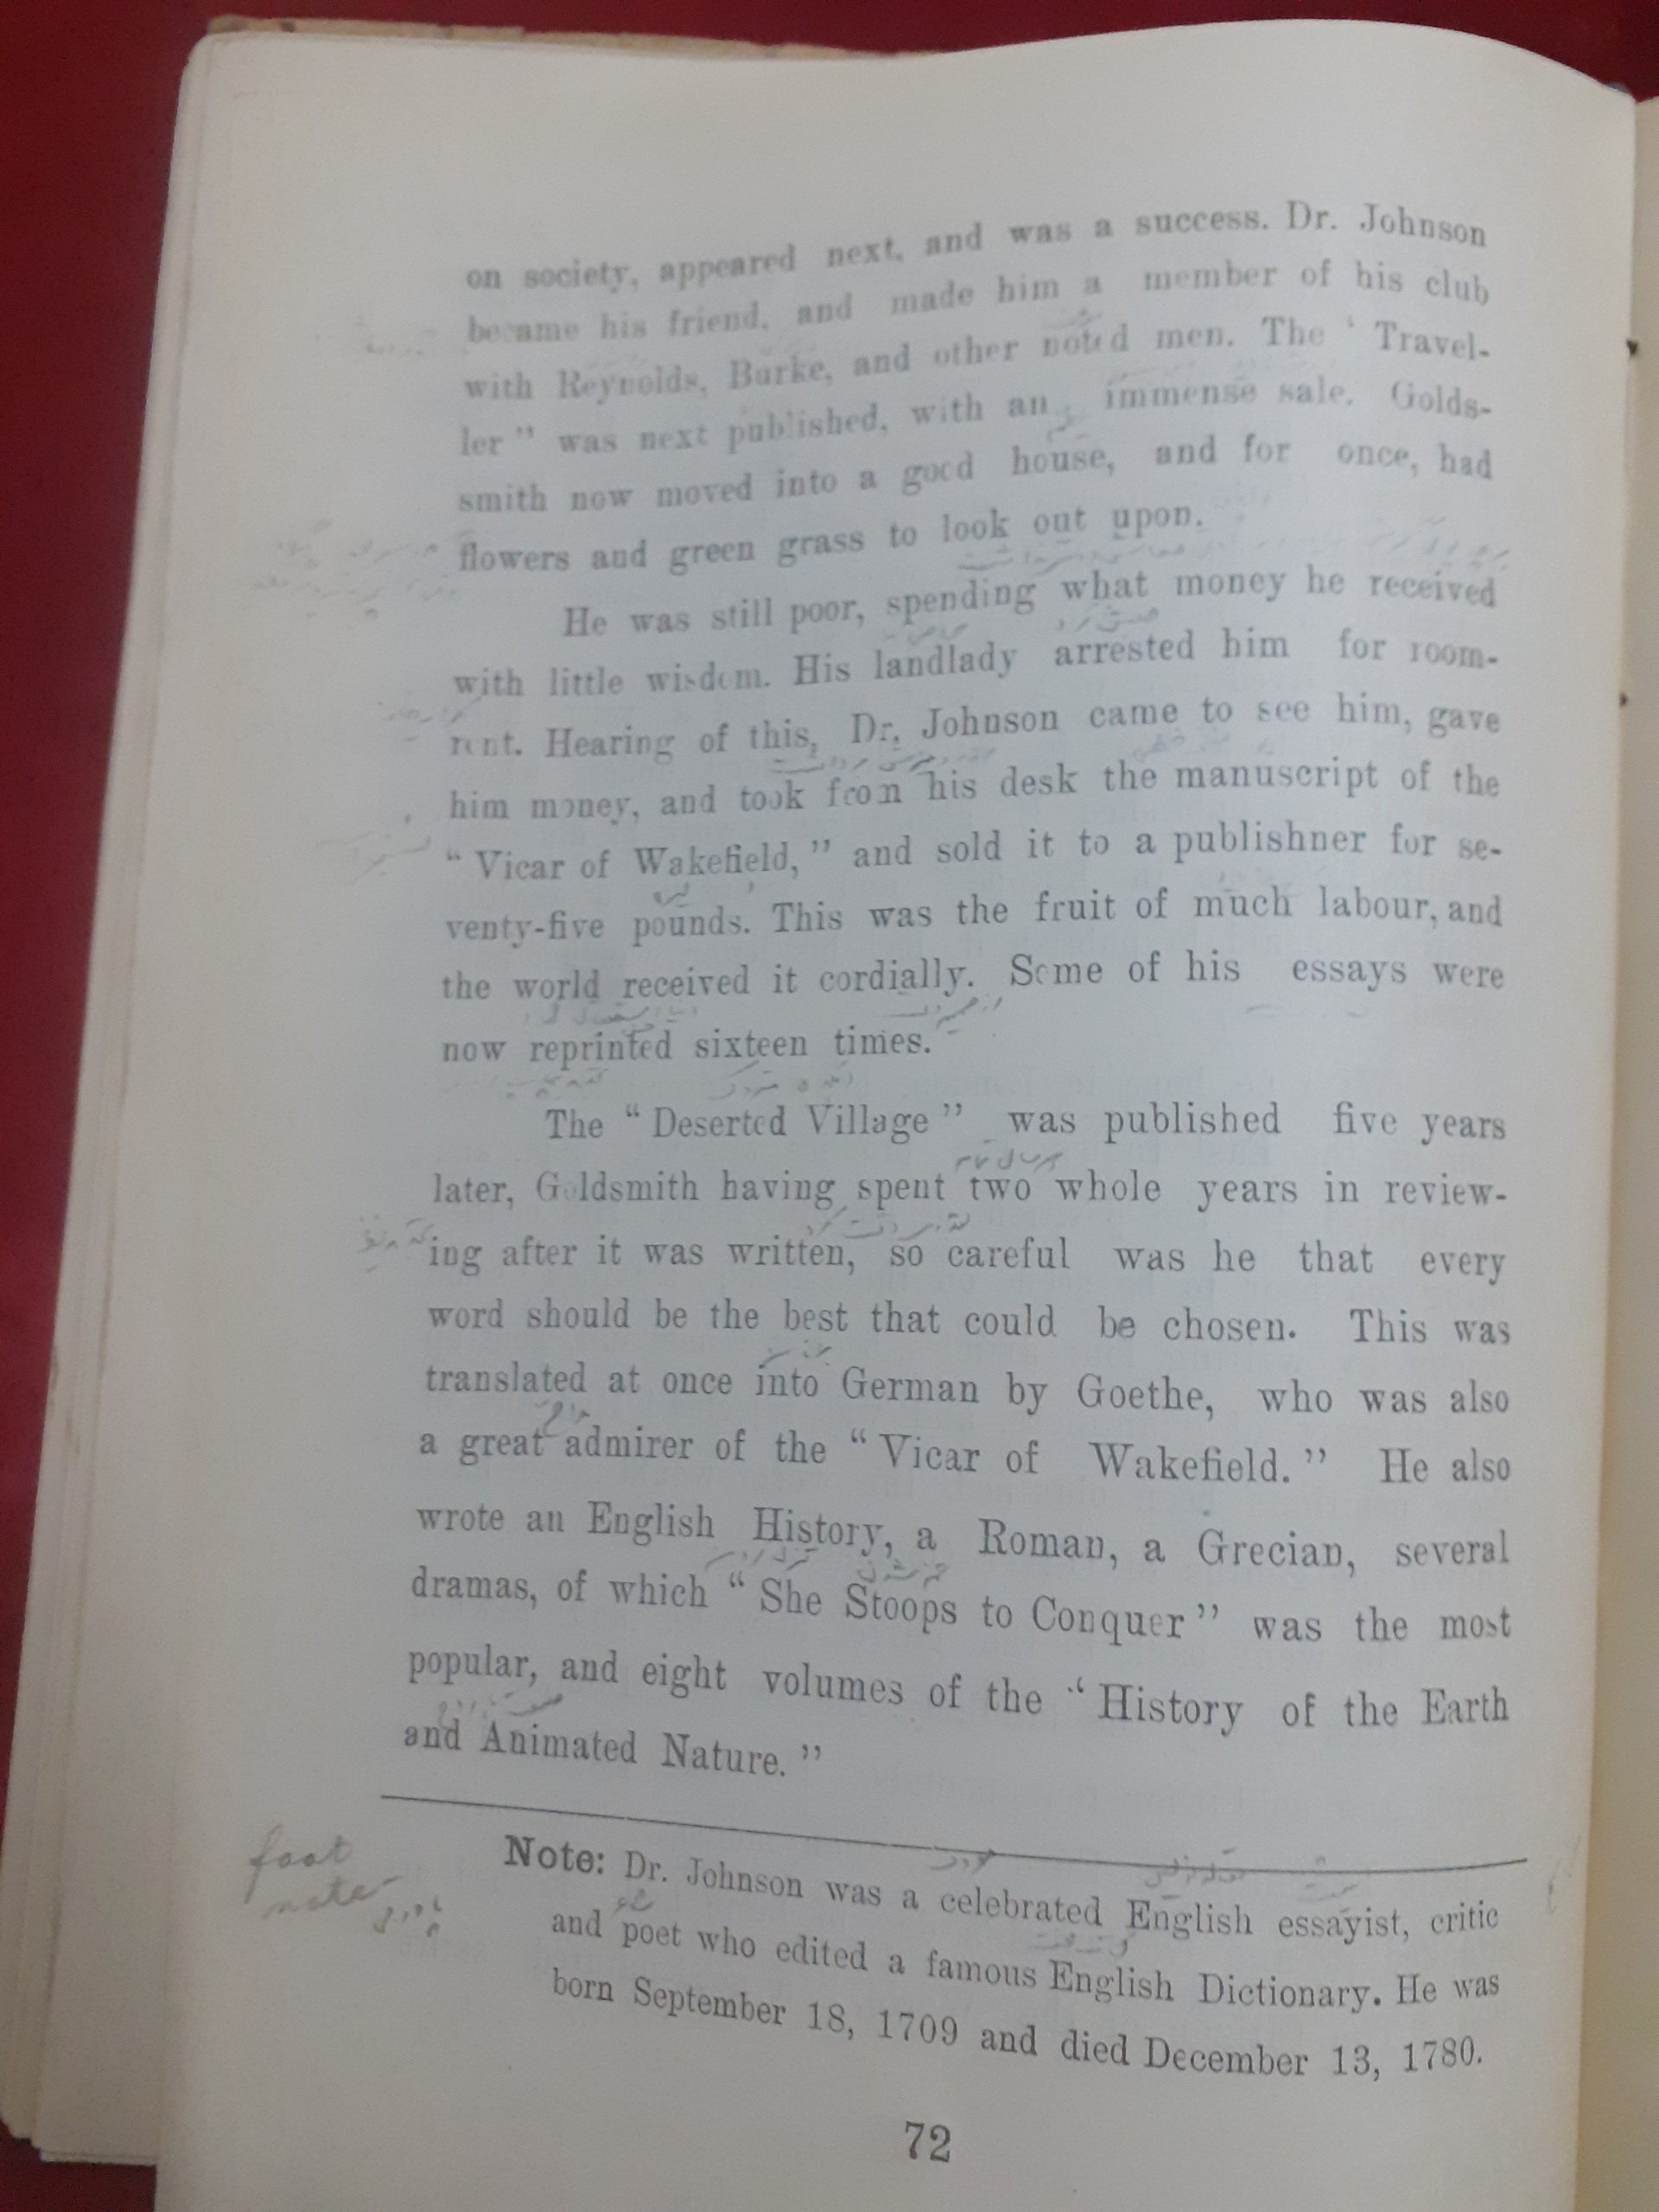 on society, appeared next, and was a success. Dr. Johnson
became his friend, and made him a member of his club
with Reynolds, Burke, and other noted men. The ‘ Travel-
ler ” was next published, with an immense sale. Golds-
smith now moved into a good house, and for once, had
flowers and green grass to look out upon.
He was still poor, spending what money he received
with little wisdom. His landlady arrested him for room-
rent. Hearing of this, Dr. Johnson came to see him, gave
him money, and took from his desk the manuscript of the
“ Vicar of Wakefield, ” and sold it to a publishner for se-
venty-five pounds. This was the fruit of much labour, and
the world received it cordially. Some of his essays were
now reprinted sixteen times.
The “ Deserted Village ” was published five years
later, Goldsmith having spent two whole years in review-
ing after it was written, so careful was he that every
word should be the best that could be chosen. This was
translated at once into German by Goethe, who was also
a great admirer of the “ Vicar of Wakefield. ” He also
wrote an English History, a Roman, a Grecian, several
dramas, of which “ She Stoops to Conquer ” was the most
popular, and eight volumes of the “ History of the Earth
and Animated Nature. ”
foot
note
Note: Dr. Johnson was a celebrated English essayist, critic
and poet who edited a famous English Dictionary. He was
born September 18, 1709 and died December 13, 1780.
72